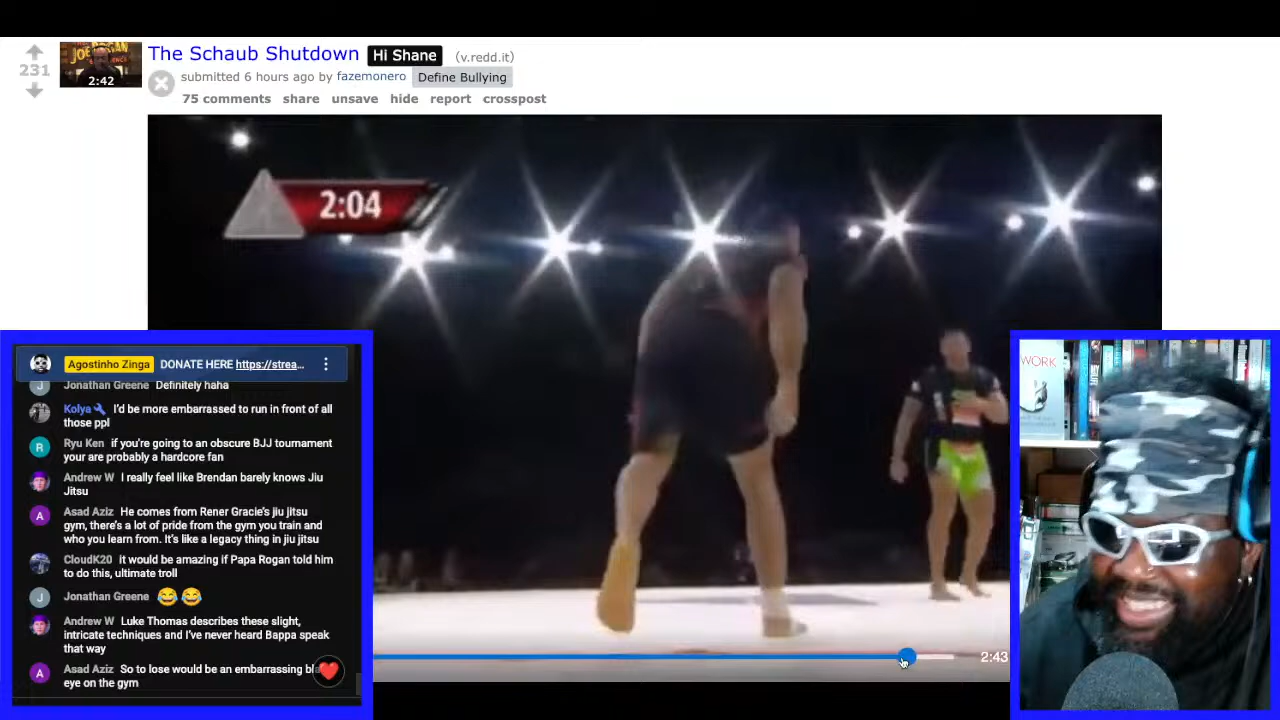 The Schaub Shutdown Hi Shane (v.redd.it)
231
2:42
submitted 6 hours ago by fazemonero Define Bullying
75 comments share unsave hide report crosspost
2:04
Agostinho Zinga DONATE HERE https://strea...
Jonathan Greene Definitely haha
Kolya I'd be more embarrassed to run in front of all
those ppl
Ryu Ken if you're going to an obscure BJJ tournament
your are probably a hardcore fan
Andrew W I really feel like Brendan barely knows Jiu
Jitsu
Asad Aziz He comes from Rener Gracie's jiu jitsu
gym, there's a lot of pride from the gym you train and
who you learn from. It's like a legacy thing in jiu jitsu
CloudK20 it would be amazing if Papa Rogan told him
to do this, ultimate troll
Jonathan Greene 😂😂
Andrew W Luke Thomas describes these slight,
intricate techniques and I've never heard Bappa speak
that way
Asad Aziz So to lose would be an embarrassing
eye on the gym
2:43
WORK